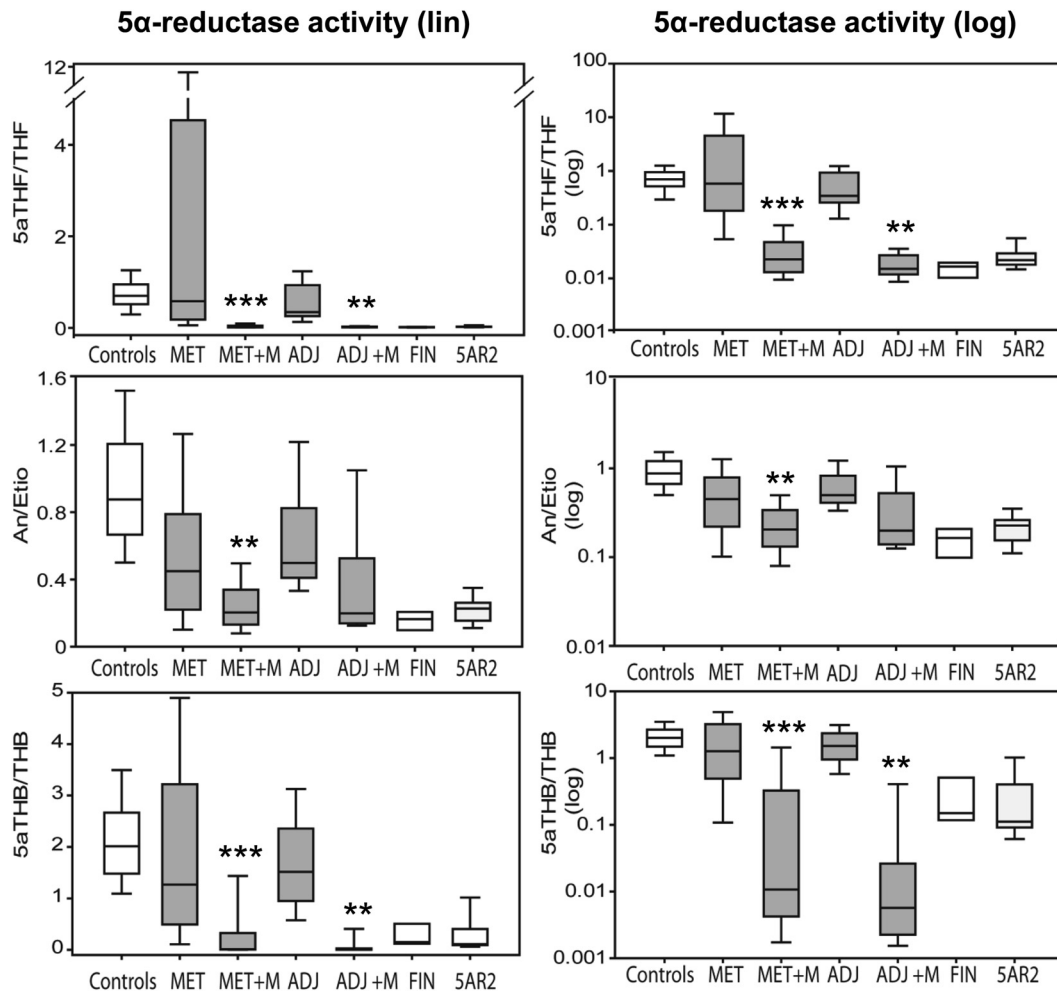 5α-reductase activity (lin)
12
4
2
0
5aTHF/THF
***
**
Controls MET MET+M ADJ ADJ +M FIN 5AR2
1.6
1.2
0.8
0.4
0
An/Etio
**
Controls MET MET+M ADJ ADJ +M FIN 5AR2
5
4
3
2
1
0
5aTHB/THB
***
**
Controls MET MET+M ADJ ADJ +M FIN 5AR2
5α-reductase activity (log)
100
10
1
0.1
0.01
0.001
5aTHF/THF
(log)
***
**
Controls MET MET+M ADJ ADJ +M FIN 5AR2
10
1
0.1
0.01
An/Etio
(log)
**
Controls MET MET+M ADJ ADJ +M FIN 5AR2
10
1
0.1
0.01
0.001
5aTHB/THB
(log)
***
**
Controls MET MET+M ADJ ADJ +M FIN 5AR2